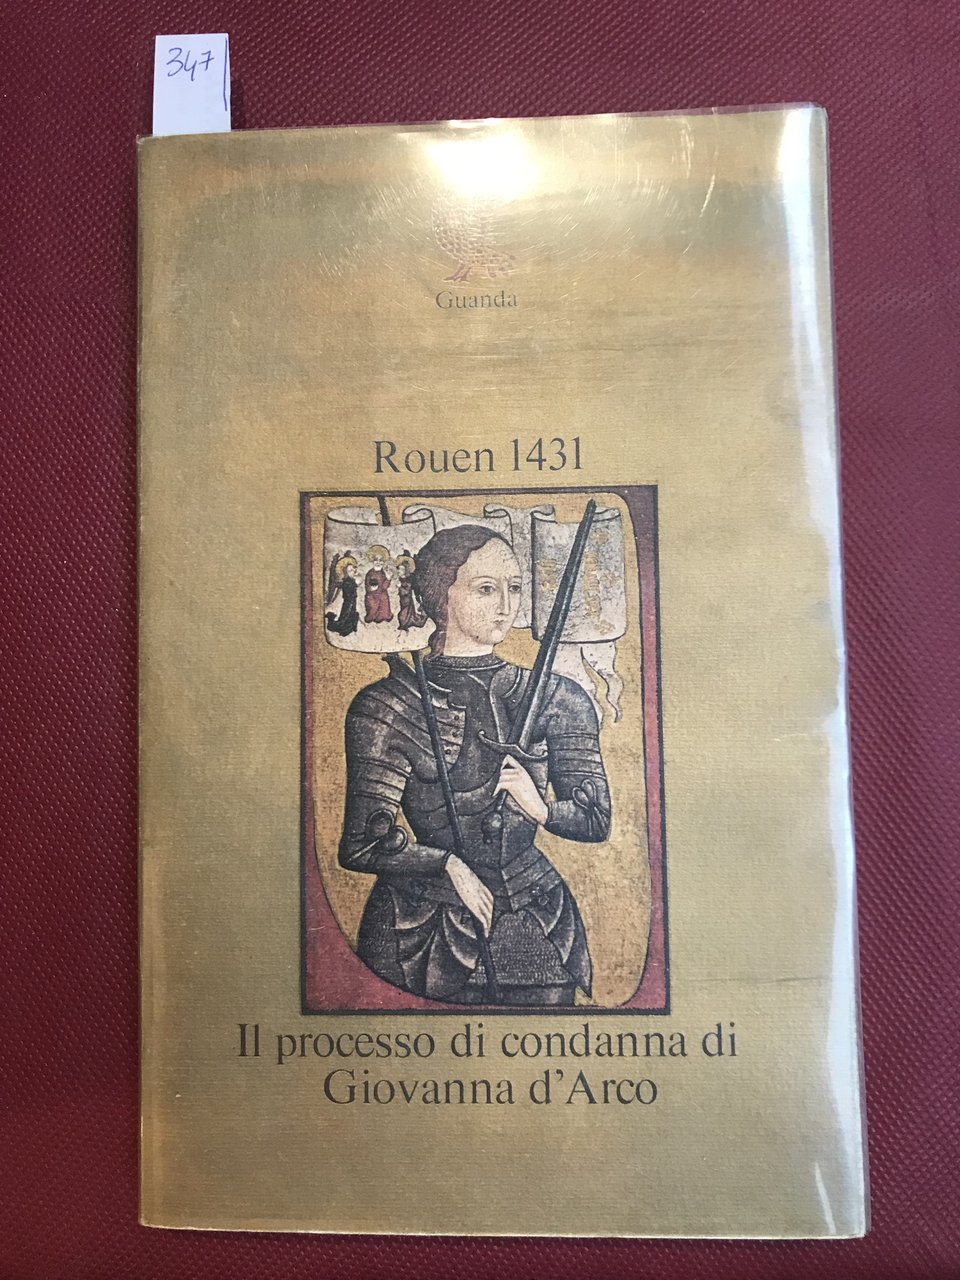 347
Guanda
Rouen 1431
Il processo di condanna di
Giovanna d'Arco